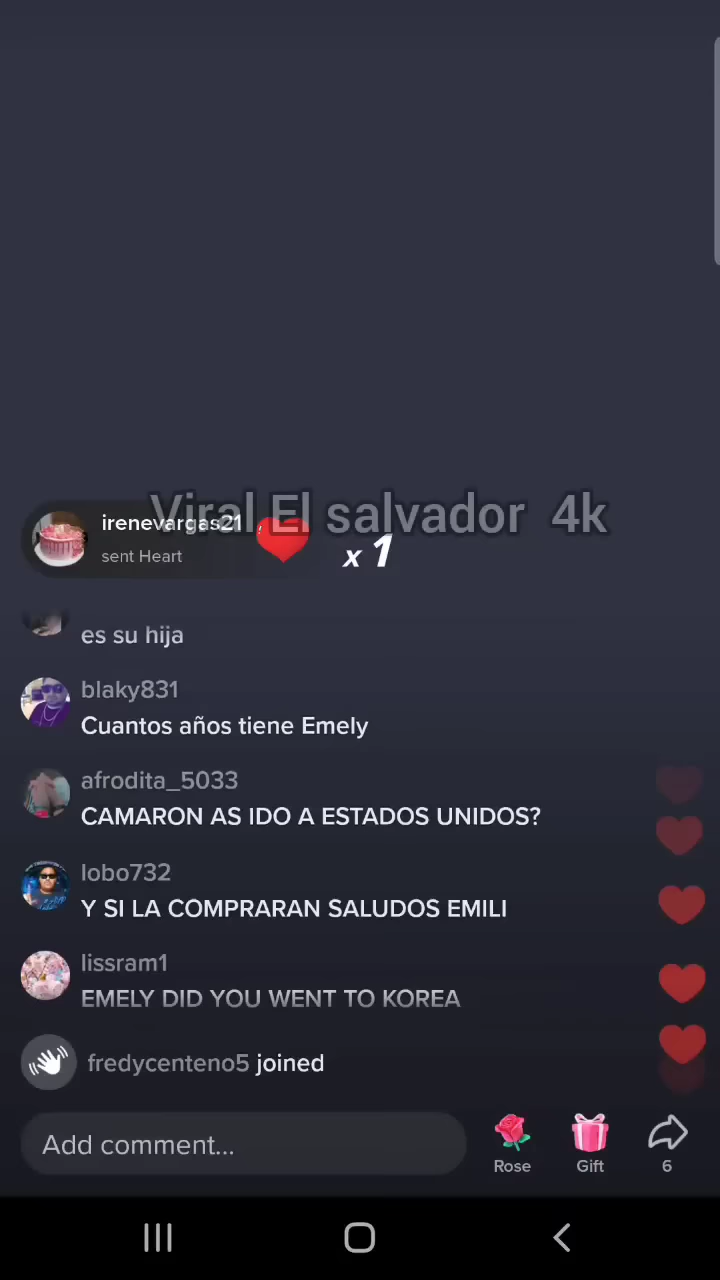 Viral El salvador 4k
irenevargas21
sent Heart
x 1
es su hija
blaky831
Cuantos años tiene Emely
afrodita_5033
CAMARON AS IDO A ESTADOS UNIDOS?
lobo732
Y SI LA COMPRARAN SALUDOS EMILI
lissram1
EMELY DID YOU WENT TO KOREA
fredycenteno5 joined
Add comment...
Rose
Gift
6